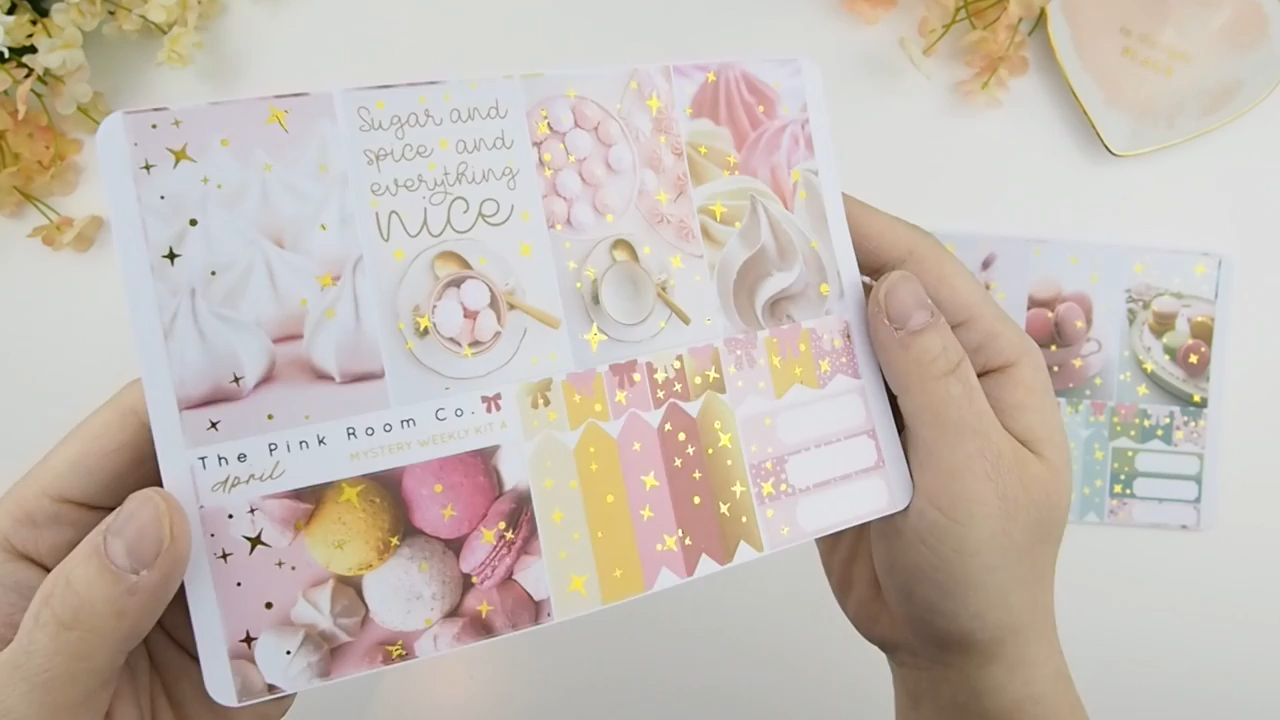 Sugar and
spice and
everything
nice
The Pink Room Co.
MYSTERY WEEKLY KIT A
april